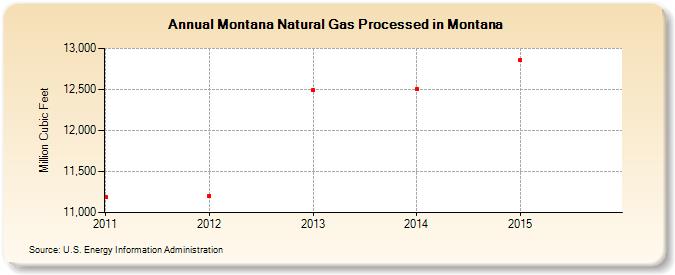 Annual Montana Natural Gas Processed in Montana
Million Cubic Feet
13,000
12,500
12,000
11,500
11,000
2011 2012 2013 2014 2015
Source: U.S. Energy Information Administration